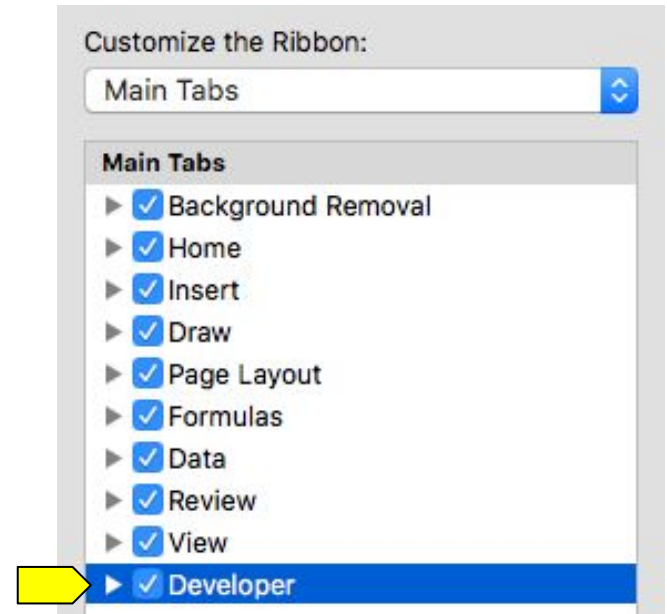 Customize the Ribbon:
Main Tabs
Main Tabs
Background Removal
Home
Insert
Draw
Page Layout
Formulas
Data
Review
View
Developer